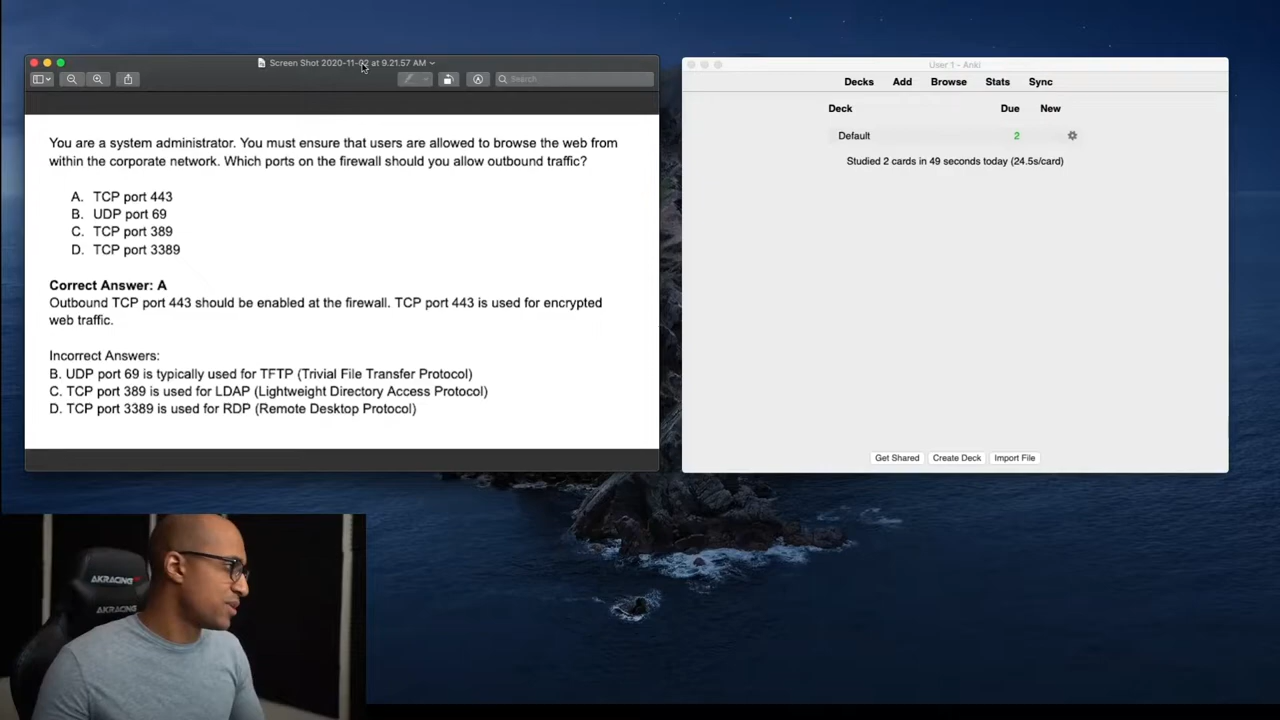 Screen Shot 2020-11-02 at 9.21.57 AM
Search
You are a system administrator. You must ensure that users are allowed to browse the web from
within the corporate network. Which ports on the firewall should you allow outbound traffic?
A. TCP port 443
B. UDP port 69
C. TCP port 389
D. TCP port 3389
Correct Answer: A
Outbound TCP port 443 should be enabled at the firewall. TCP port 443 is used for encrypted
web traffic.
Incorrect Answers:
B. UDP port 69 is typically used for TFTP (Trivial File Transfer Protocol)
C. TCP port 389 is used for LDAP (Lightweight Directory Access Protocol)
D. TCP port 3389 is used for RDP (Remote Desktop Protocol)
User 1 - Anki
Decks Add Browse Stats Sync
Deck Due New
Default 2
Studied 2 cards in 49 seconds today (24.5s/card)
Get Shared Create Deck Import File
AKRACING
AKRACING